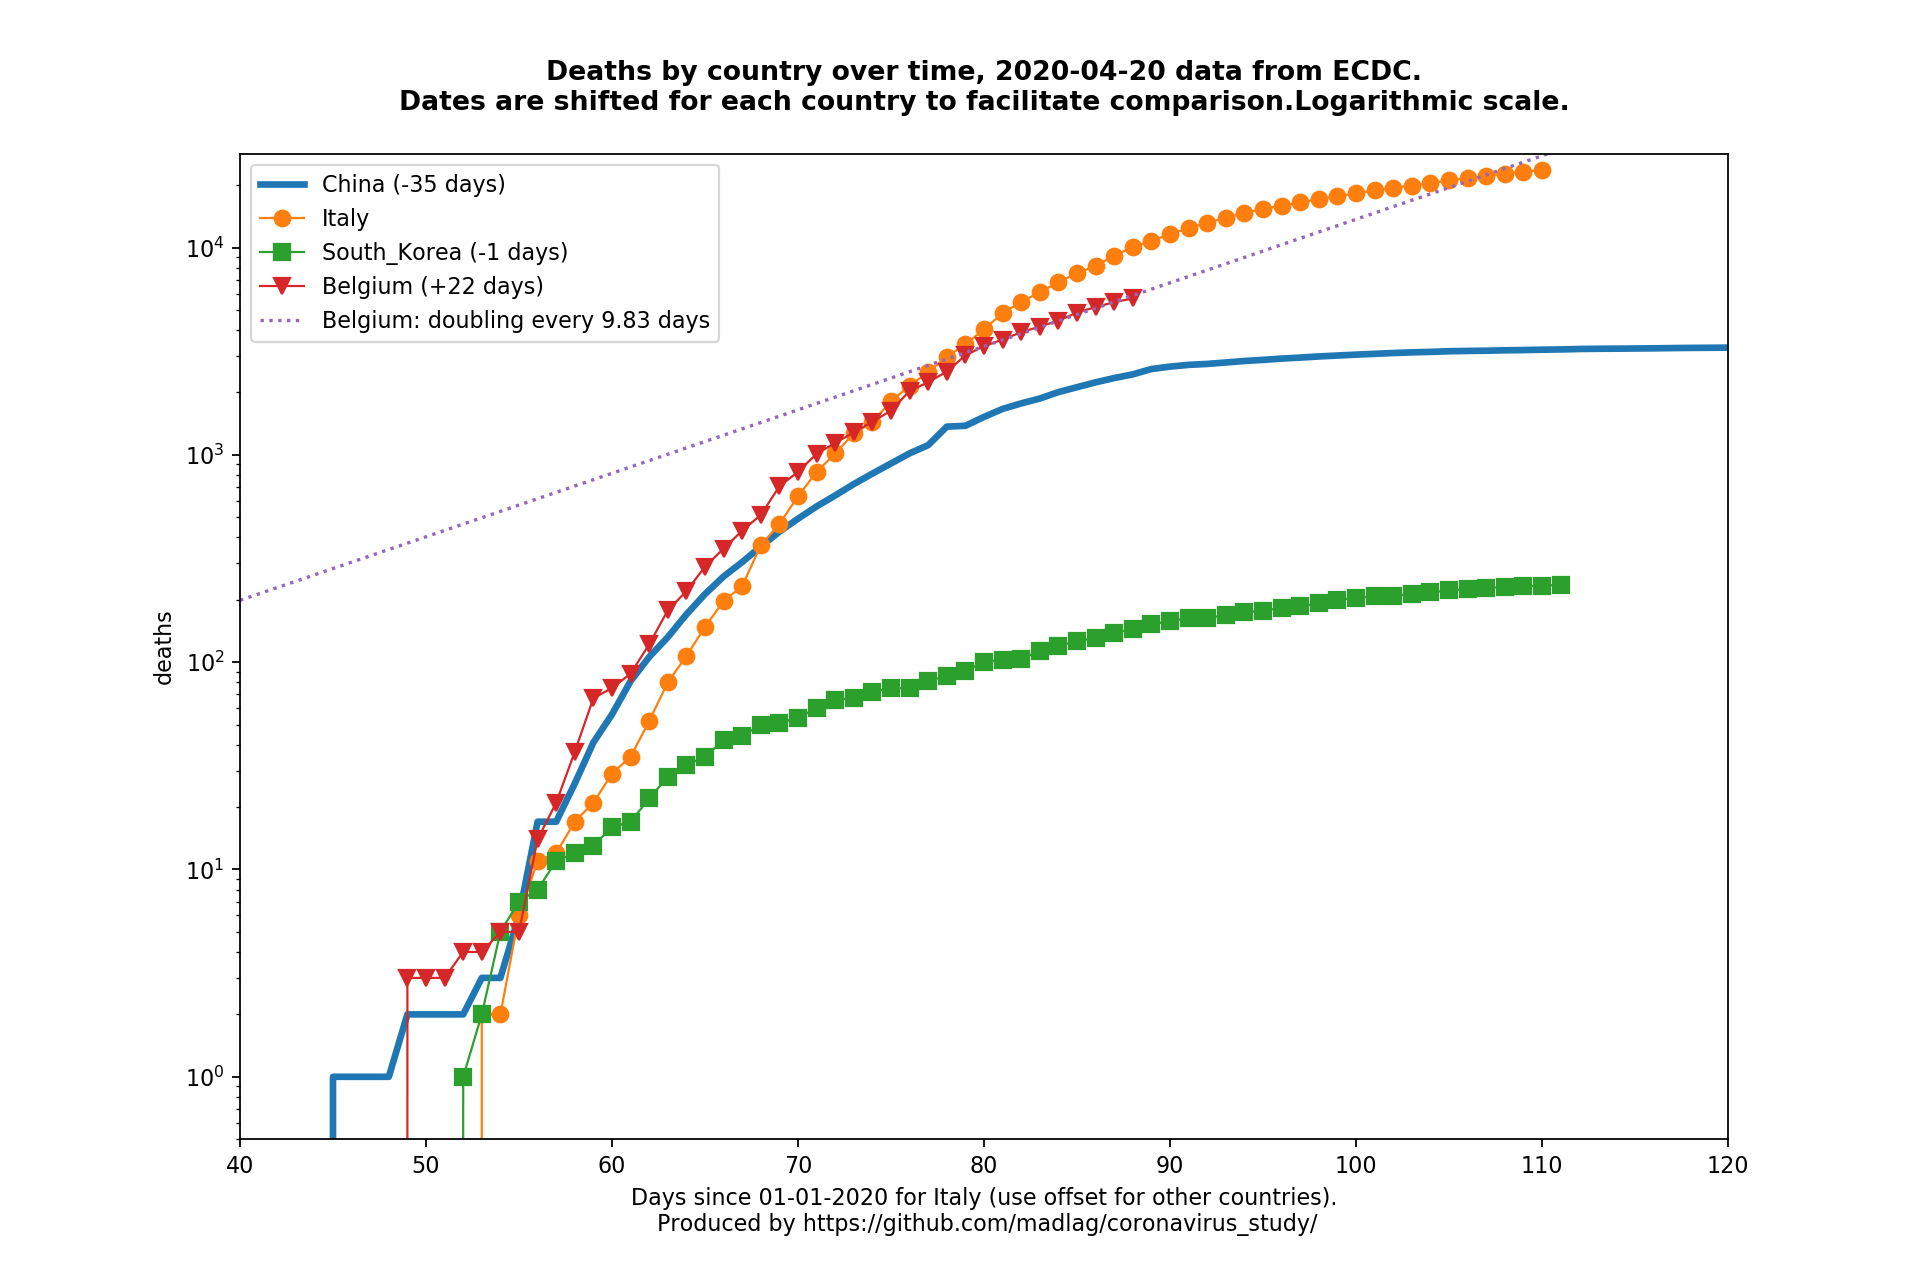 Deaths by country over time, 2020-04-20 data from ECDC.
Dates are shifted for each country to facilitate comparison.Logarithmic scale.
China (-35 days)
Italy
South_Korea (-1 days)
Belgium (+22 days)
Belgium: doubling every 9.83 days
deaths
10⁴
10³
10²
10¹
10⁰
40 50 60 70 80 90 100 110 120
Days since 01-01-2020 for Italy (use offset for other countries).
Produced by https://github.com/madlag/coronavirus_study/